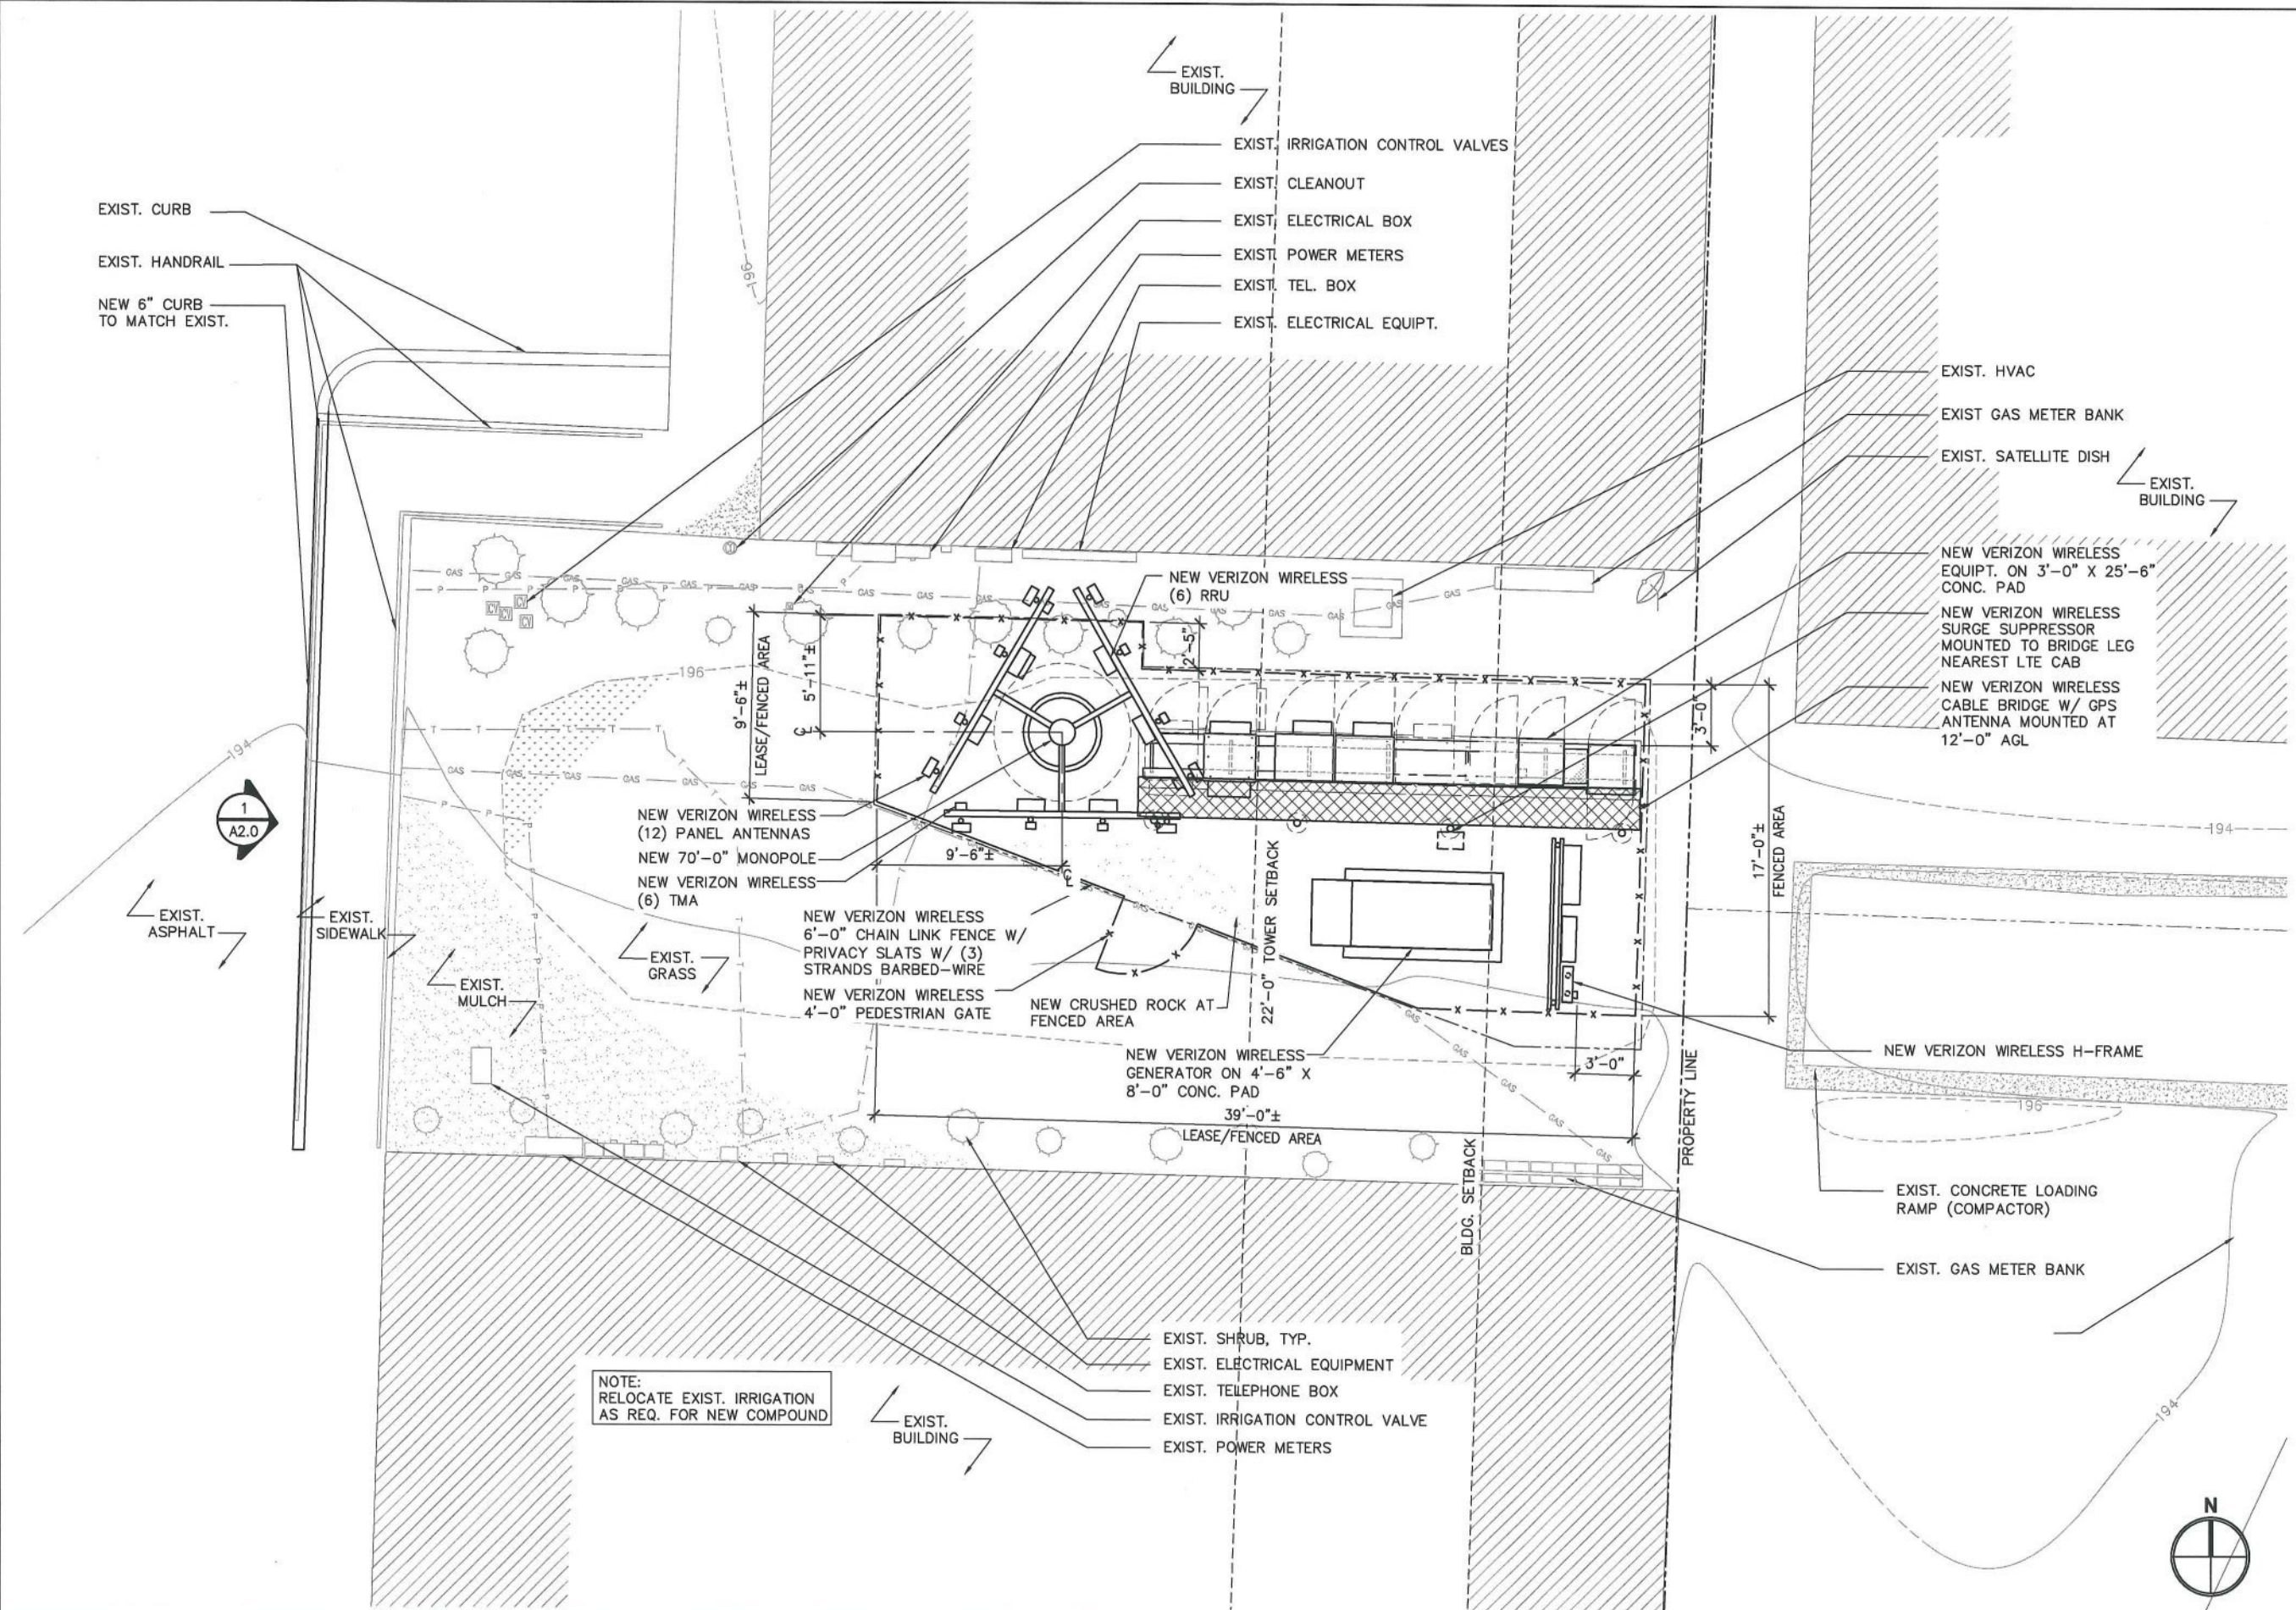 EXIST.
BUILDING
EXIST. IRRIGATION CONTROL VALVES
EXIST. CLEANOUT
EXIST. ELECTRICAL BOX
EXIST. POWER METERS
EXIST. TEL. BOX
EXIST. ELECTRICAL EQUIPT.
EXIST. CURB
EXIST. HANDRAIL
NEW 6" CURB
TO MATCH EXIST.
196
EXIST. HVAC
EXIST GAS METER BANK
EXIST. SATELLITE DISH
EXIST.
BUILDING
NEW VERIZON WIRELESS
EQUIPT. ON 3'-0" X 25'-6"
CONC. PAD
NEW VERIZON WIRELESS
SURGE SUPPRESSOR
MOUNTED TO BRIDGE LEG
NEAREST LTE CAB
NEW VERIZON WIRELESS
CABLE BRIDGE W/ GPS
ANTENNA MOUNTED AT
12'-0" AGL
NEW VERIZON WIRELESS
(6) RRU
2'-5"
9'-6"±
LEASE/FENCED AREA
5'-11"±
196
194
1
A2.0
3'-0"
17'-0"±
FENCED AREA
194
NEW VERIZON WIRELESS
(12) PANEL ANTENNAS
NEW 70'-0" MONOPOLE
NEW VERIZON WIRELESS
(6) TMA
9'-6"±
NEW VERIZON WIRELESS
6'-0" CHAIN LINK FENCE W/
PRIVACY SLATS W/ (3)
STRANDS BARBED-WIRE
NEW VERIZON WIRELESS
4'-0" PEDESTRIAN GATE
NEW CRUSHED ROCK AT
FENCED AREA
22'-0" TOWER SETBACK
EXIST.
ASPHALT
EXIST.
SIDEWALK
EXIST.
GRASS
EXIST.
MULCH
NEW VERIZON WIRELESS
GENERATOR ON 4'-6" X
8'-0" CONC. PAD
3'-0"
39'-0"±
LEASE/FENCED AREA
BLDG. SETBACK
PROPERTY LINE
NEW VERIZON WIRELESS H-FRAME
196
EXIST. CONCRETE LOADING
RAMP (COMPACTOR)
EXIST. GAS METER BANK
194
EXIST. SHRUB, TYP.
EXIST. ELECTRICAL EQUIPMENT
EXIST. TELEPHONE BOX
EXIST. IRRIGATION CONTROL VALVE
EXIST. POWER METERS
NOTE:
RELOCATE EXIST. IRRIGATION
AS REQ. FOR NEW COMPOUND
EXIST.
BUILDING
N